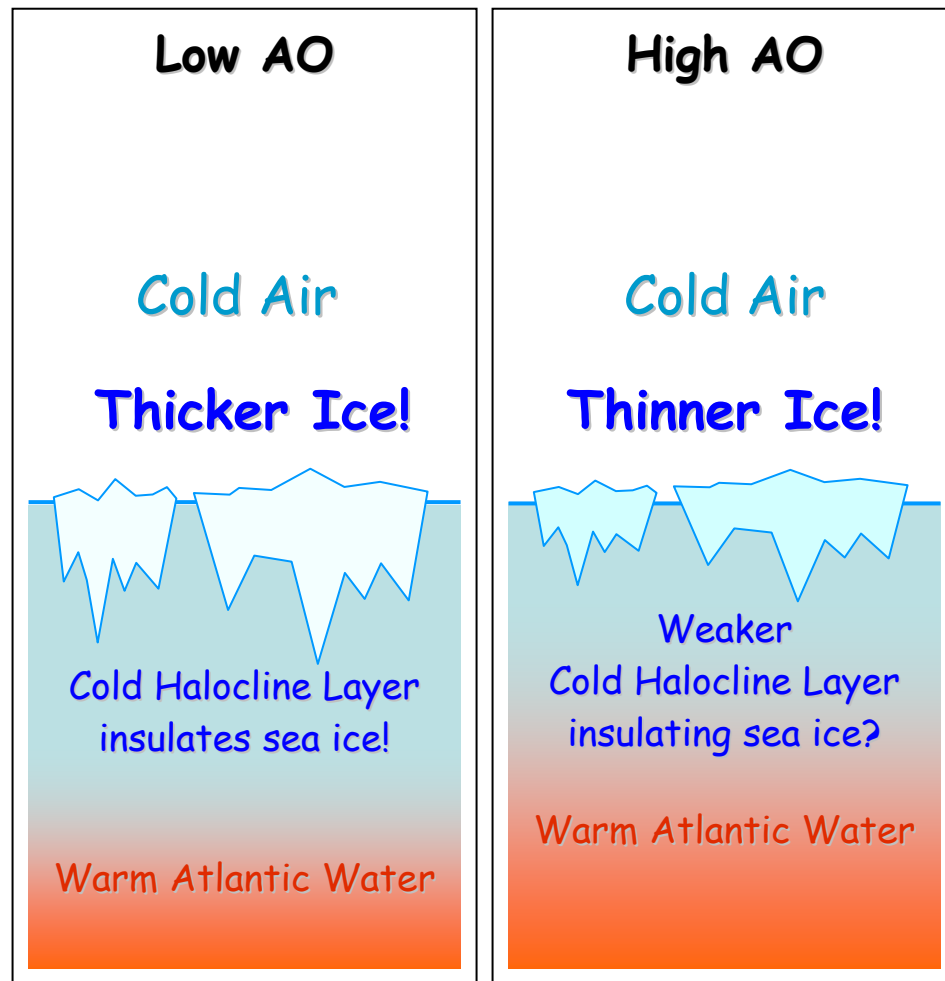 Low AO
Cold Air
Thicker Ice!
Cold Halocline Layer
insulates sea ice!
Warm Atlantic Water
High AO
Cold Air
Thinner Ice!
Weaker
Cold Halocline Layer
insulating sea ice?
Warm Atlantic Water